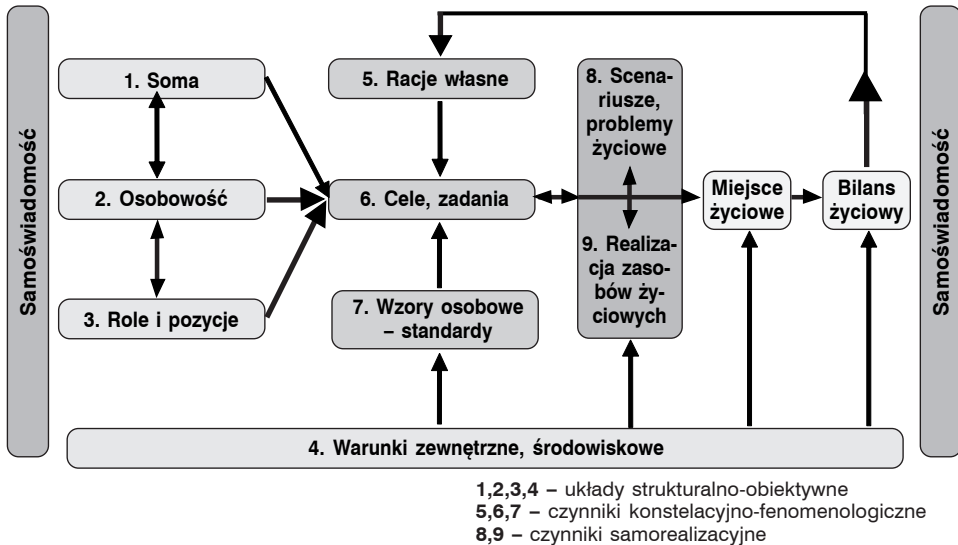 Samoświadomość
1. Soma
2. Osobowość
3. Role i pozycje
5. Racje własne
6. Cele, zadania
7. Wzory osobowe
– standardy
8. Scena-
riusze,
problemy
życiowe
9. Realiza-
cja zaso-
bów ży-
ciowych
Miejsce
życiowe
Bilans
życiowy
Samoświadomość
4. Warunki zewnętrzne, środowiskowe
1,2,3,4 – układy strukturalno-obiektywne
5,6,7 – czynniki konstelacyjno-fenomenologiczne
8,9 – czynniki samorealizacyjne